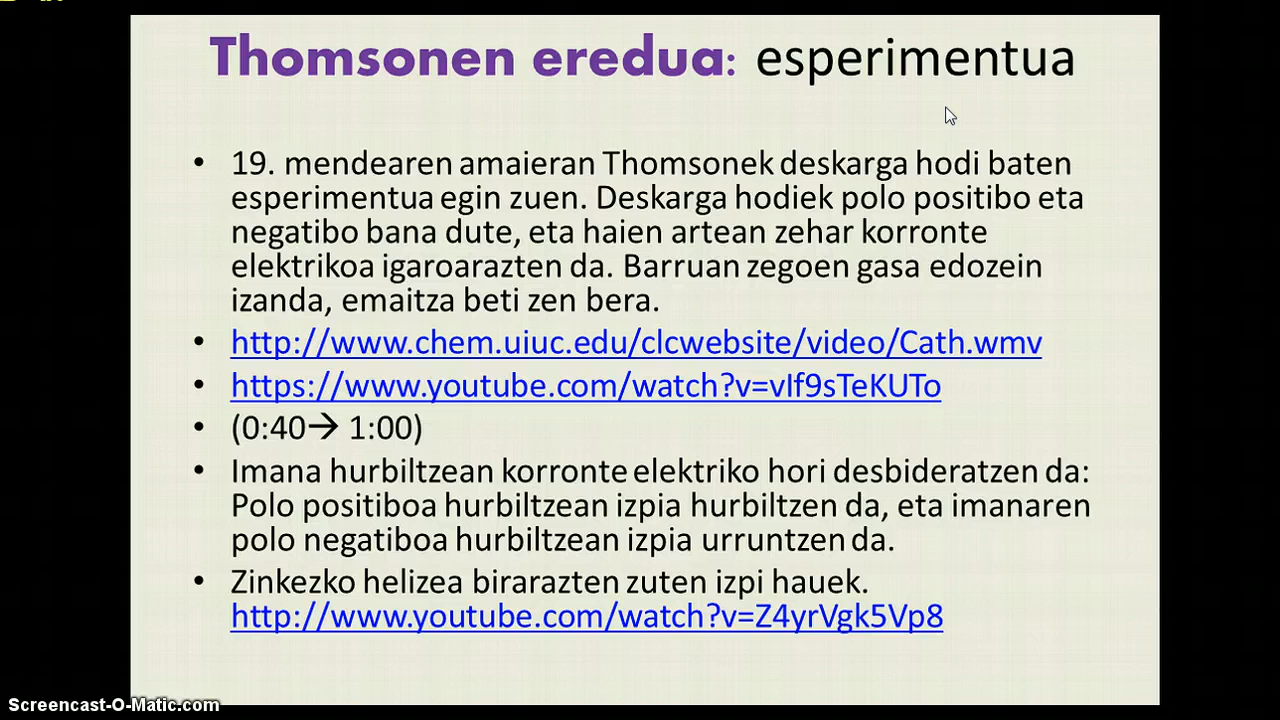 Thomsonen eredua: esperimentua
• 19. mendearen amaieran Thomsonek deskarga hodi baten
esperimentua egin zuen. Deskarga hodiek polo positibo eta
negatibo bana dute, eta haien artean zehar korronte
elektrikoa igaroarazten da. Barruan zegoen gasa edozein
izanda, emaitza beti zen bera.
• http://www.chem.uiuc.edu/clcwebsite/video/Cath.wmv
• https://www.youtube.com/watch?v=vIf9sTeKUTo
• (0:40→ 1:00)
• Imana hurbiltzean korronte elektriko hori desbideratzen da:
Polo positiboa hurbiltzean izpia hurbiltzen da, eta imanaren
polo negatiboa hurbiltzean izpia urruntzen da.
• Zinkezko helizea birarazten zuten izpi hauek.
http://www.youtube.com/watch?v=Z4yrVgk5Vp8
Screencast-O-Matic.com